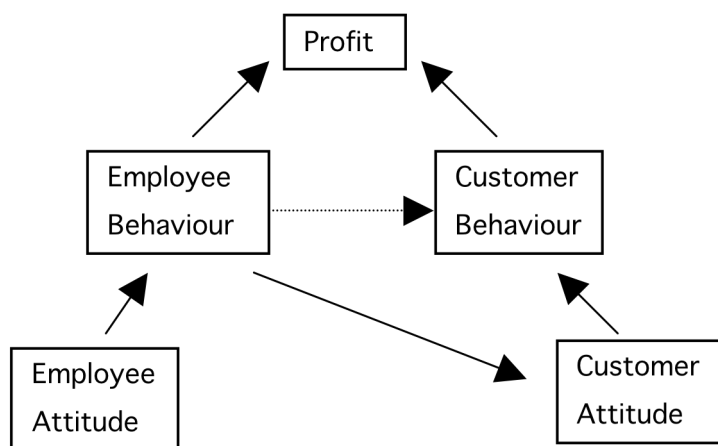 Profit
Employee
Behaviour
Customer
Behaviour
Employee
Attitude
Customer
Attitude